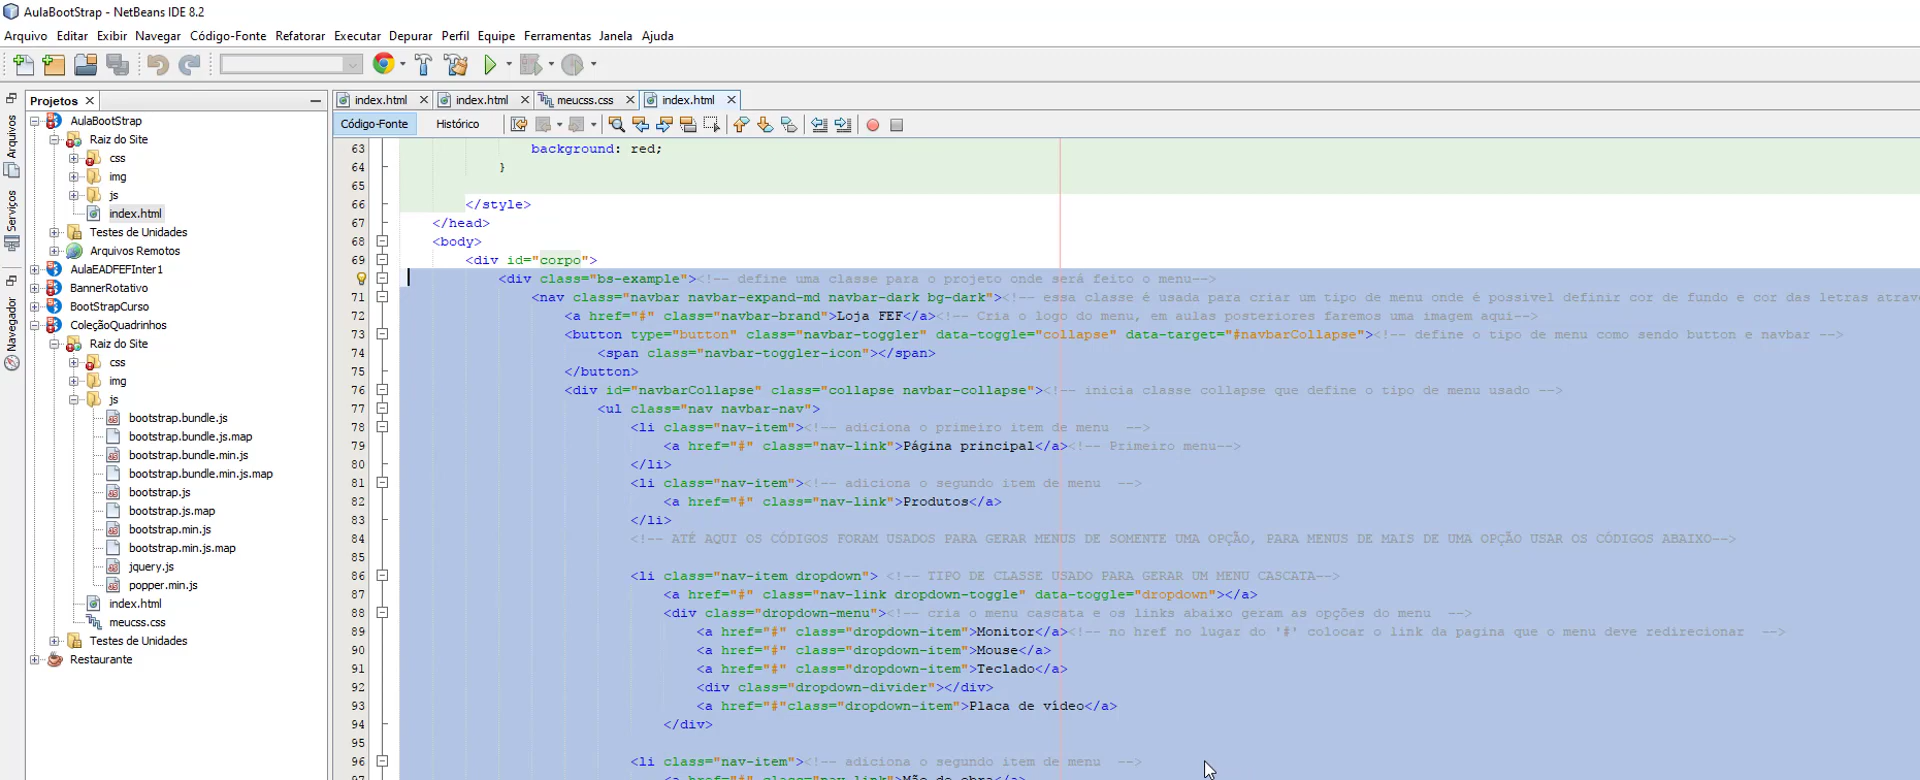 AulaBootStrap - NetBeans IDE 8.2
Arquivo Editar Exibir Navegar Código-Fonte Refatorar Executar Depurar Perfil Equipe Ferramentas Janela Ajuda
Projetos
index.html index.html meucss.css index.html
Código-Fonte Histórico
Arquivos
Serviços
Navegador
AulaBootStrap
Raiz do Site
css
img
js
index.html
Testes de Unidades
Arquivos Remotos
AulaEADFEFInter1
BannerRotativo
BootStrapCurso
ColeçãoQuadrinhos
Raiz do Site
css
img
js
bootstrap.bundle.js
bootstrap.bundle.js.map
bootstrap.bundle.min.js
bootstrap.bundle.min.js.map
bootstrap.js
bootstrap.js.map
bootstrap.min.js
bootstrap.min.js.map
jquery.js
popper.min.js
index.html
meucss.css
Testes de Unidades
Restaurante
63 background: red;
64 }
65
66 </style>
67 </head>
68 <body>
69 <div id="corpo">
<div class="bs-example"><!-- define uma classe para o projeto onde será feito o menu-->
71 <nav class="navbar navbar-expand-md navbar-dark bg-dark"><!-- essa classe é usada para criar um tipo de menu onde é possivel definir cor de fundo e cor das letras atrav
72 <a href="#" class="navbar-brand">Loja FEF</a><!-- Cria o logo do menu, em aulas posteriores faremos uma imagem aqui-->
73 <button type="button" class="navbar-toggler" data-toggle="collapse" data-target="#navbarCollapse"><!-- define o tipo de menu como sendo button e navbar -->
74 <span class="navbar-toggler-icon"></span>
75 </button>
76 <div id="navbarCollapse" class="collapse navbar-collapse"><!-- inicia classe collapse que define o tipo de menu usado -->
77 <ul class="nav navbar-nav">
78 <li class="nav-item"><!-- adiciona o primeiro item de menu -->
79 <a href="#" class="nav-link">Página principal</a><!-- Primeiro menu-->
80 </li>
81 <li class="nav-item"><!-- adiciona o segundo item de menu -->
82 <a href="#" class="nav-link">Produtos</a>
83 </li>
84 <!-- ATÉ AQUI OS CÓDIGOS FORAM USADOS PARA GERAR MENUS DE SOMENTE UMA OPÇÃO, PARA MENUS DE MAIS DE UMA OPÇÃO USAR OS CÓDIGOS ABAIXO-->
85
86 <li class="nav-item dropdown"> <!-- TIPO DE CLASSE USADO PARA GERAR UM MENU CASCATA-->
87 <a href="#" class="nav-link dropdown-toggle" data-toggle="dropdown"></a>
88 <div class="dropdown-menu"><!-- cria o menu cascata e os links abaixo geram as opções do menu -->
89 <a href="#" class="dropdown-item">Monitor</a><!-- no href no lugar do '#' colocar o link da pagina que o menu deve redirecionar -->
90 <a href="#" class="dropdown-item">Mouse</a>
91 <a href="#" class="dropdown-item">Teclado</a>
92 <div class="dropdown-divider"></div>
93 <a href="#"class="dropdown-item">Placa de vídeo</a>
94 </div>
95
96 <li class="nav-item"><!-- adiciona o segundo item de menu -->
97 <a href="#" class="nav-link">Mão de obra</a>